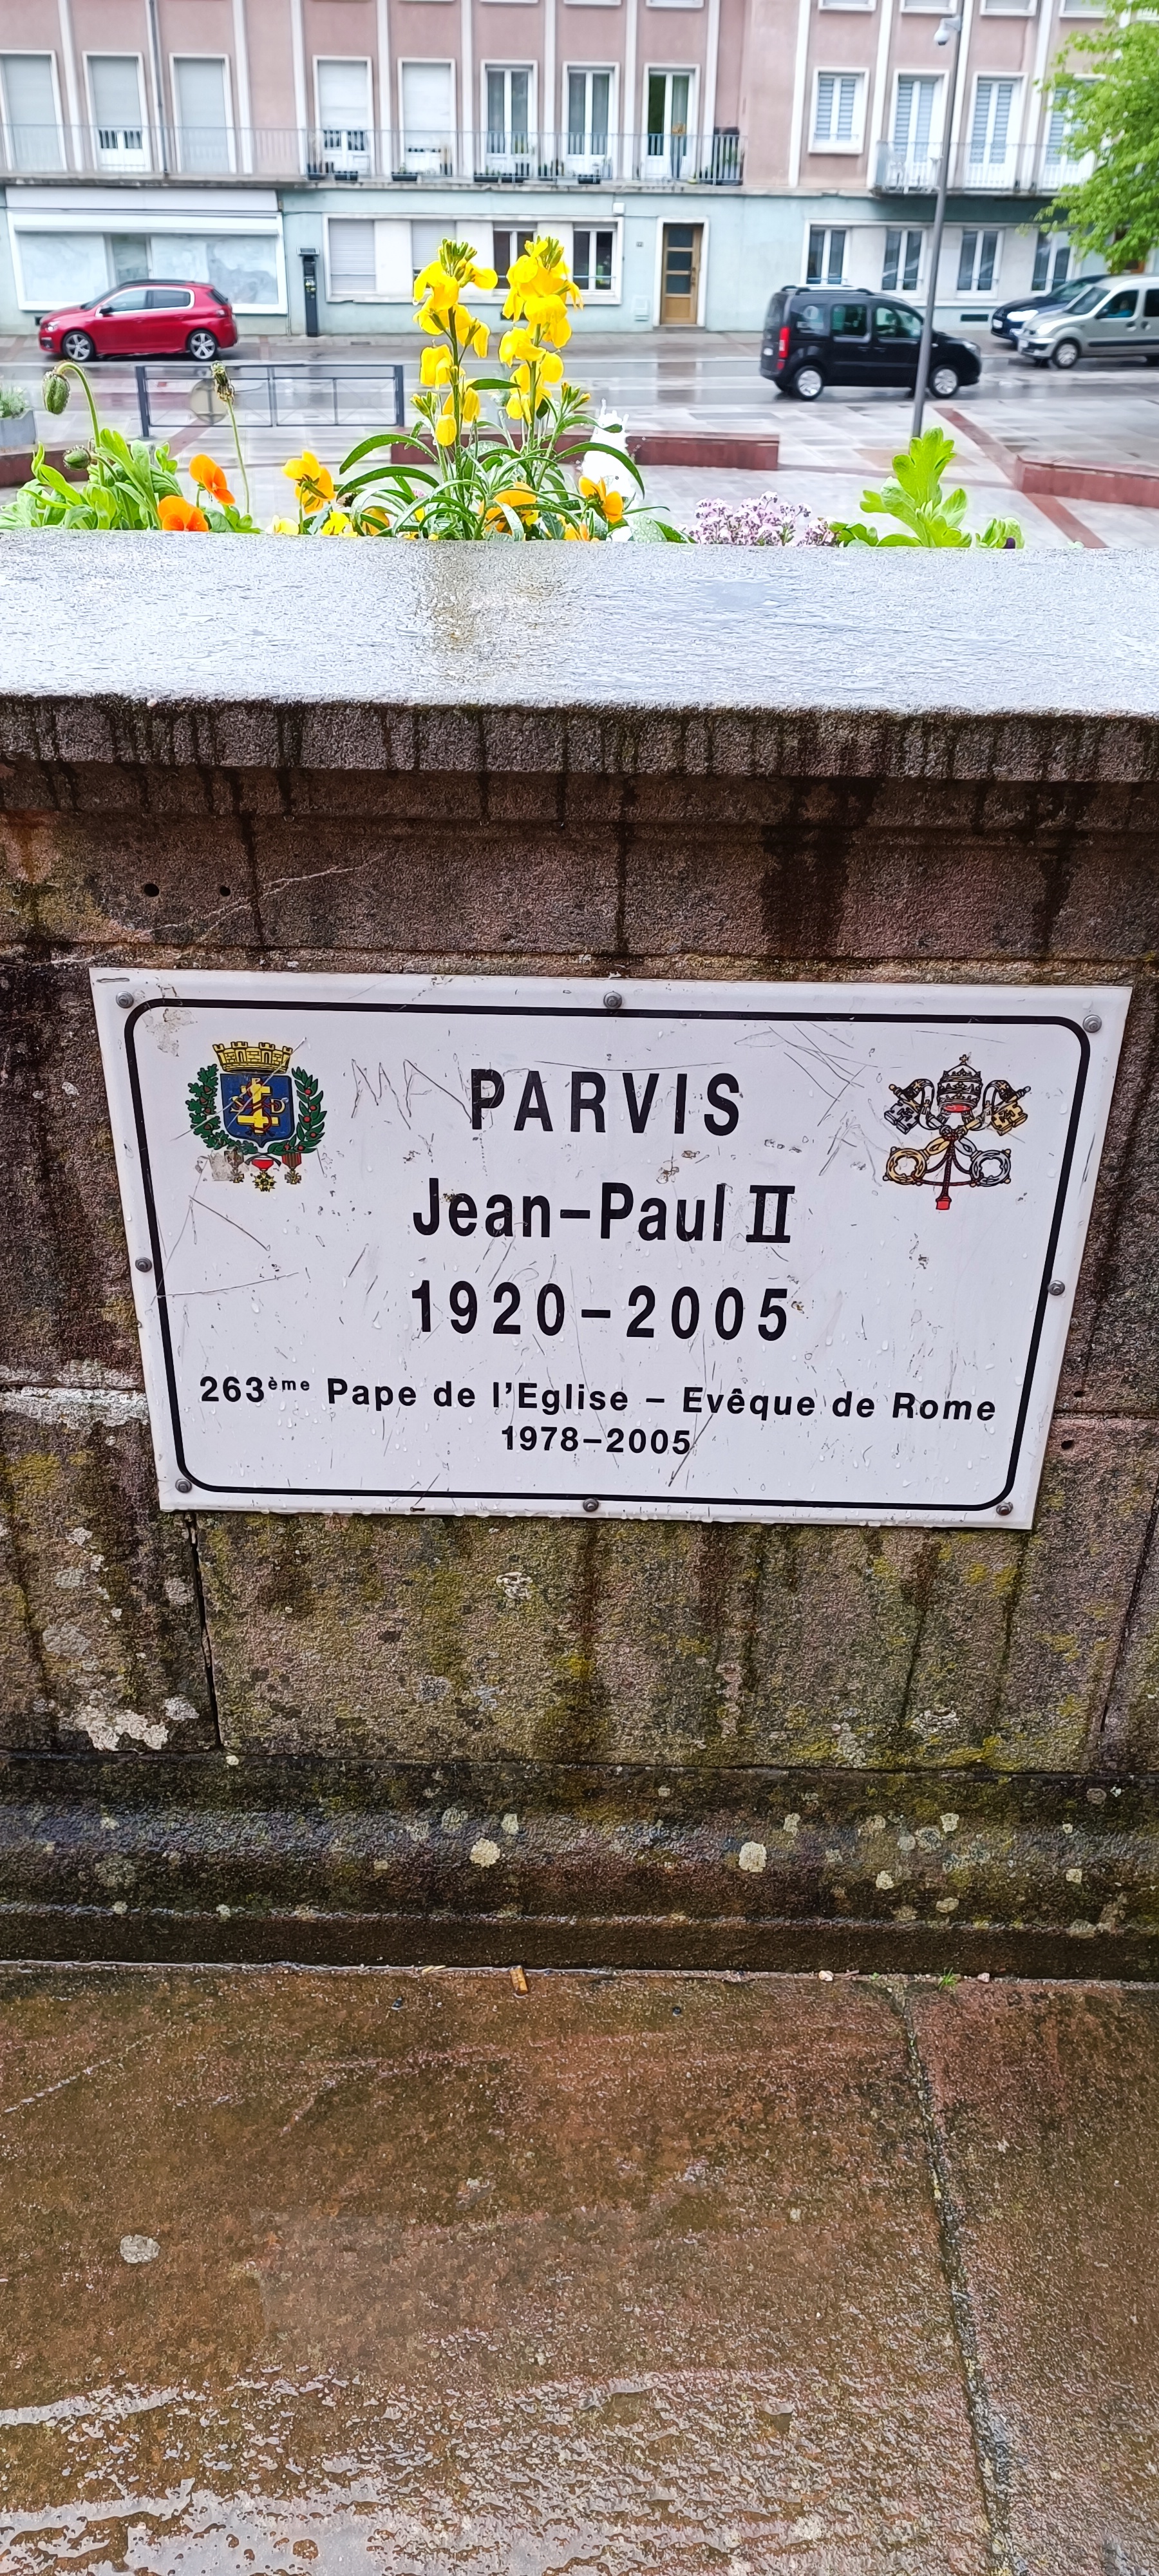 PARVIS
Jean-Paul II
1920-2005
263ème Pape de l'Eglise - Evêque de Rome
1978-2005